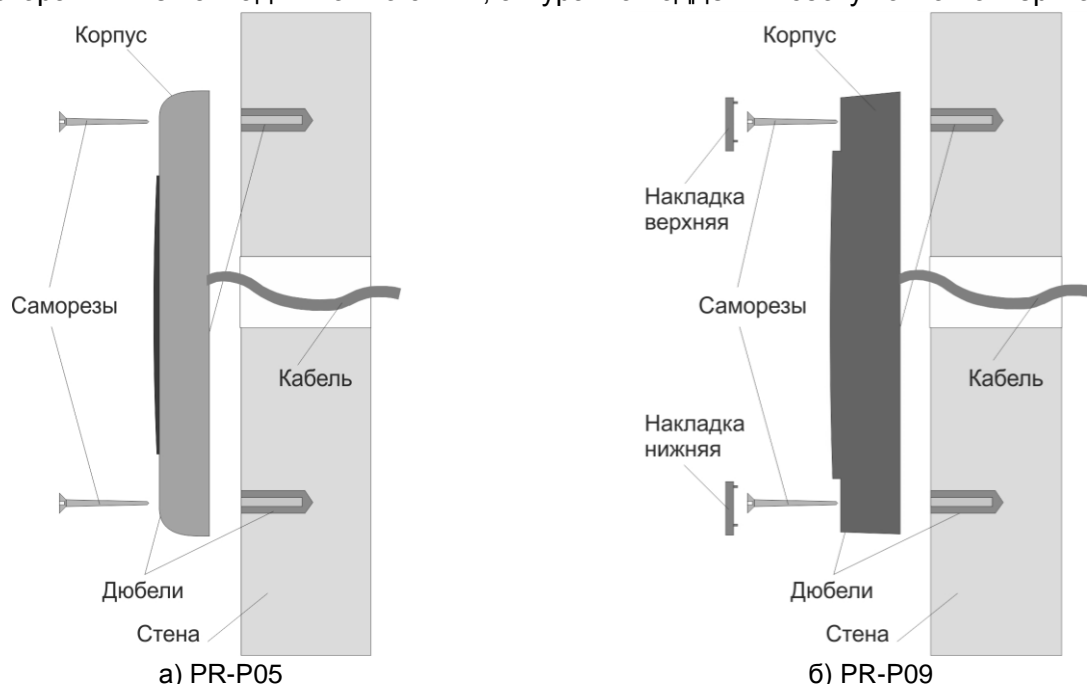 Корпус
Саморезы
Кабель
Дюбели
Стена
а) PR-P05
Корпус
Накладка
верхняя
Саморезы
Кабель
Накладка
нижняя
Дюбели
Стена
б) PR-P09